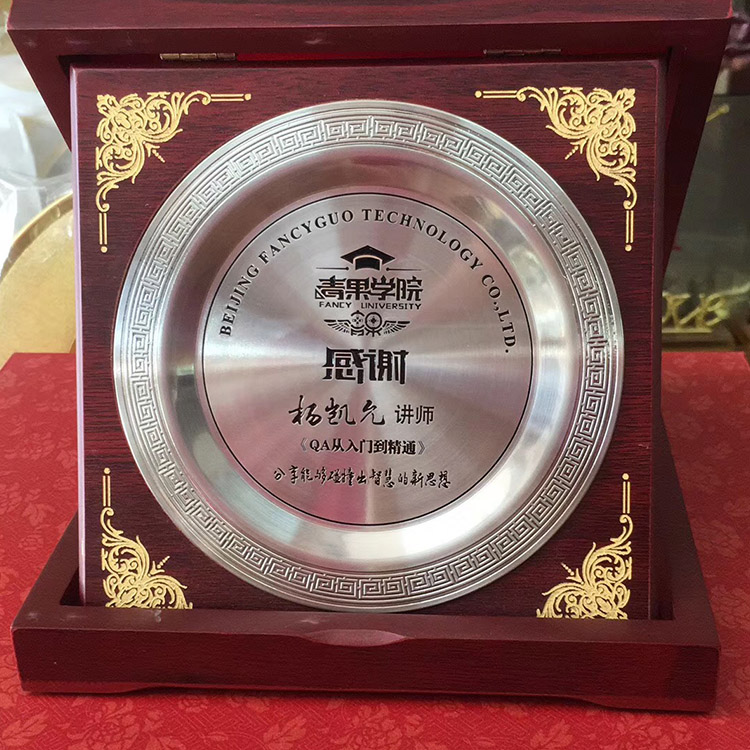 BEIJING FANCYGUO TECHNOLOGY CO.,LTD.
青果学院
FANCY UNIVERSITY
感谢
杨凯允 讲师
《QA从入门到精通》
分享能够碰撞出智慧的新思想